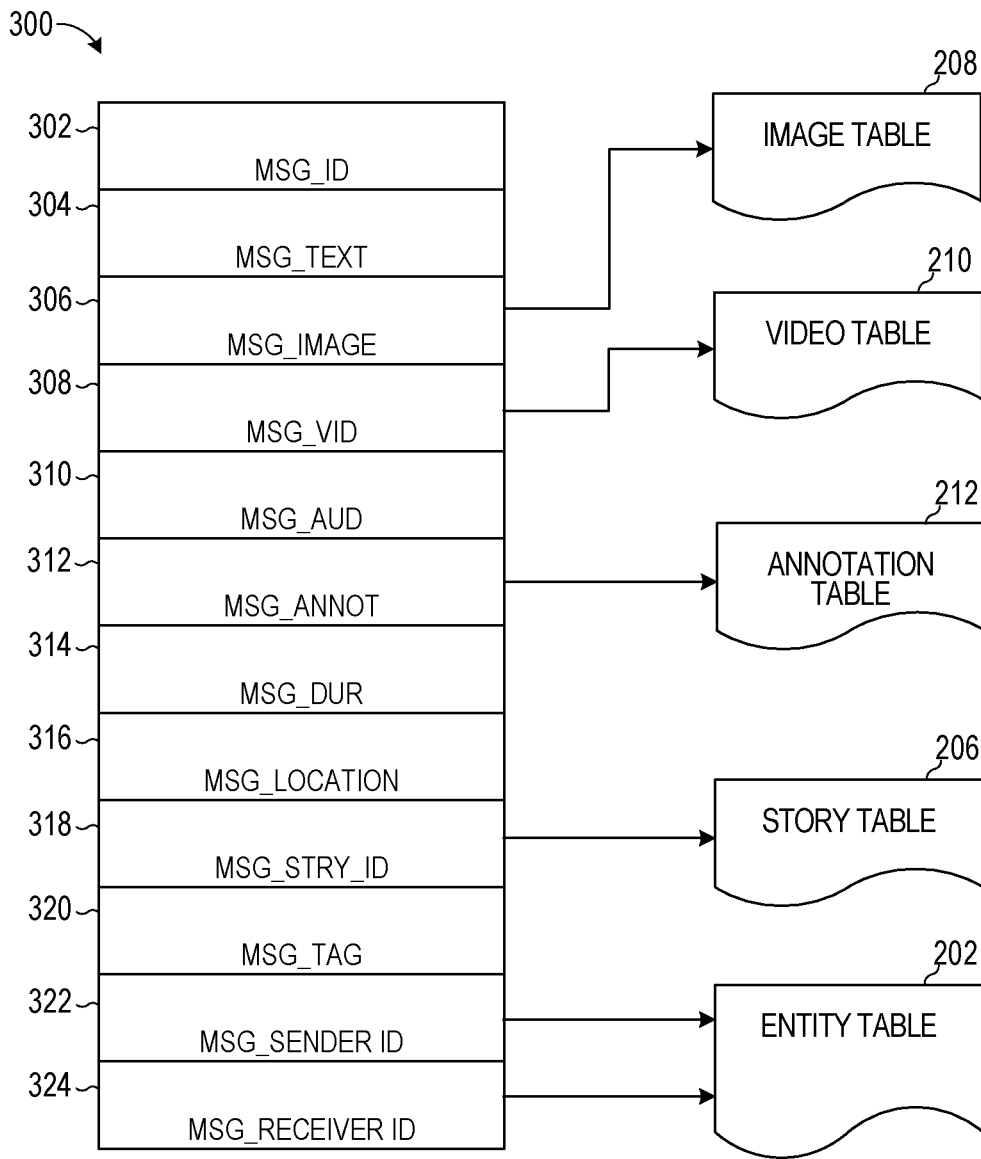 300
302
MSG_ID
304
MSG_TEXT
306
MSG_IMAGE
308
MSG_VID
310
MSG_AUD
312
MSG_ANNOT
314
MSG_DUR
316
MSG_LOCATION
318
MSG_STRY_ID
320
MSG_TAG
322
MSG_SENDER ID
324
MSG_RECEIVER ID
208
IMAGE TABLE
210
VIDEO TABLE
212
ANNOTATION
TABLE
206
STORY TABLE
202
ENTITY TABLE